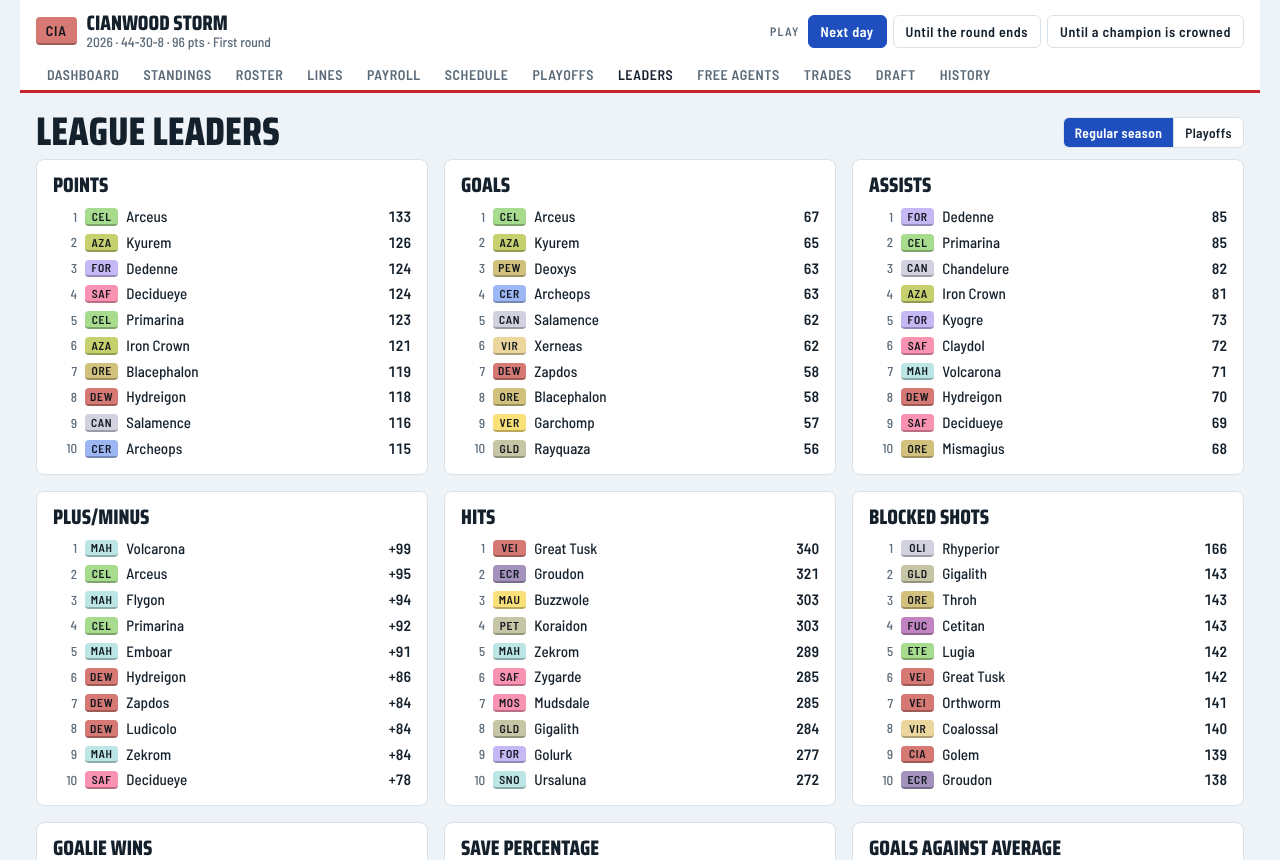 CIA
CIANWOOD STORM
2026 · 44-30-8 · 96 pts · First round
PLAY
Next day
Until the round ends
Until a champion is crowned
DASHBOARD STANDINGS ROSTER LINES PAYROLL SCHEDULE PLAYOFFS LEADERS FREE AGENTS TRADES DRAFT HISTORY
LEAGUE LEADERS
Regular season Playoffs
POINTS
1 CEL Arceus 133
2 AZA Kyurem 126
3 FOR Dedenne 124
4 SAF Decidueye 124
5 CEL Primarina 123
6 AZA Iron Crown 121
7 ORE Blacephalon 119
8 DEW Hydreigon 118
9 CAN Salamence 116
10 CER Archeops 115
GOALS
1 CEL Arceus 67
2 AZA Kyurem 65
3 PEW Deoxys 63
4 CER Archeops 63
5 CAN Salamence 62
6 VIR Xerneas 62
7 DEW Zapdos 58
8 ORE Blacephalon 58
9 VER Garchomp 57
10 GLD Rayquaza 56
ASSISTS
1 FOR Dedenne 85
2 CEL Primarina 85
3 CAN Chandelure 82
4 AZA Iron Crown 81
5 FOR Kyogre 73
6 SAF Claydol 72
7 MAH Volcarona 71
8 DEW Hydreigon 70
9 SAF Decidueye 69
10 ORE Mismagius 68
PLUS/MINUS
1 MAH Volcarona +99
2 CEL Arceus +95
3 MAH Flygon +94
4 CEL Primarina +92
5 MAH Emboar +91
6 DEW Hydreigon +86
7 DEW Zapdos +84
8 DEW Ludicolo +84
9 MAH Zekrom +84
10 SAF Decidueye +78
HITS
1 VEI Great Tusk 340
2 ECR Groudon 321
3 MAU Buzzwole 303
4 PET Koraidon 303
5 MAH Zekrom 289
6 SAF Zygarde 285
7 MOS Mudsdale 285
8 GLD Gigalith 284
9 FOR Golurk 277
10 SNO Ursaluna 272
BLOCKED SHOTS
1 OLI Rhyperior 166
2 GLD Gigalith 143
3 ORE Throh 143
4 FUC Cetitan 143
5 ETE Lugia 142
6 VEI Great Tusk 142
7 VEI Orthworm 141
8 VIR Coalossal 140
9 CIA Golem 139
10 ECR Groudon 138
GOALIE WINS
SAVE PERCENTAGE
GOALS AGAINST AVERAGE